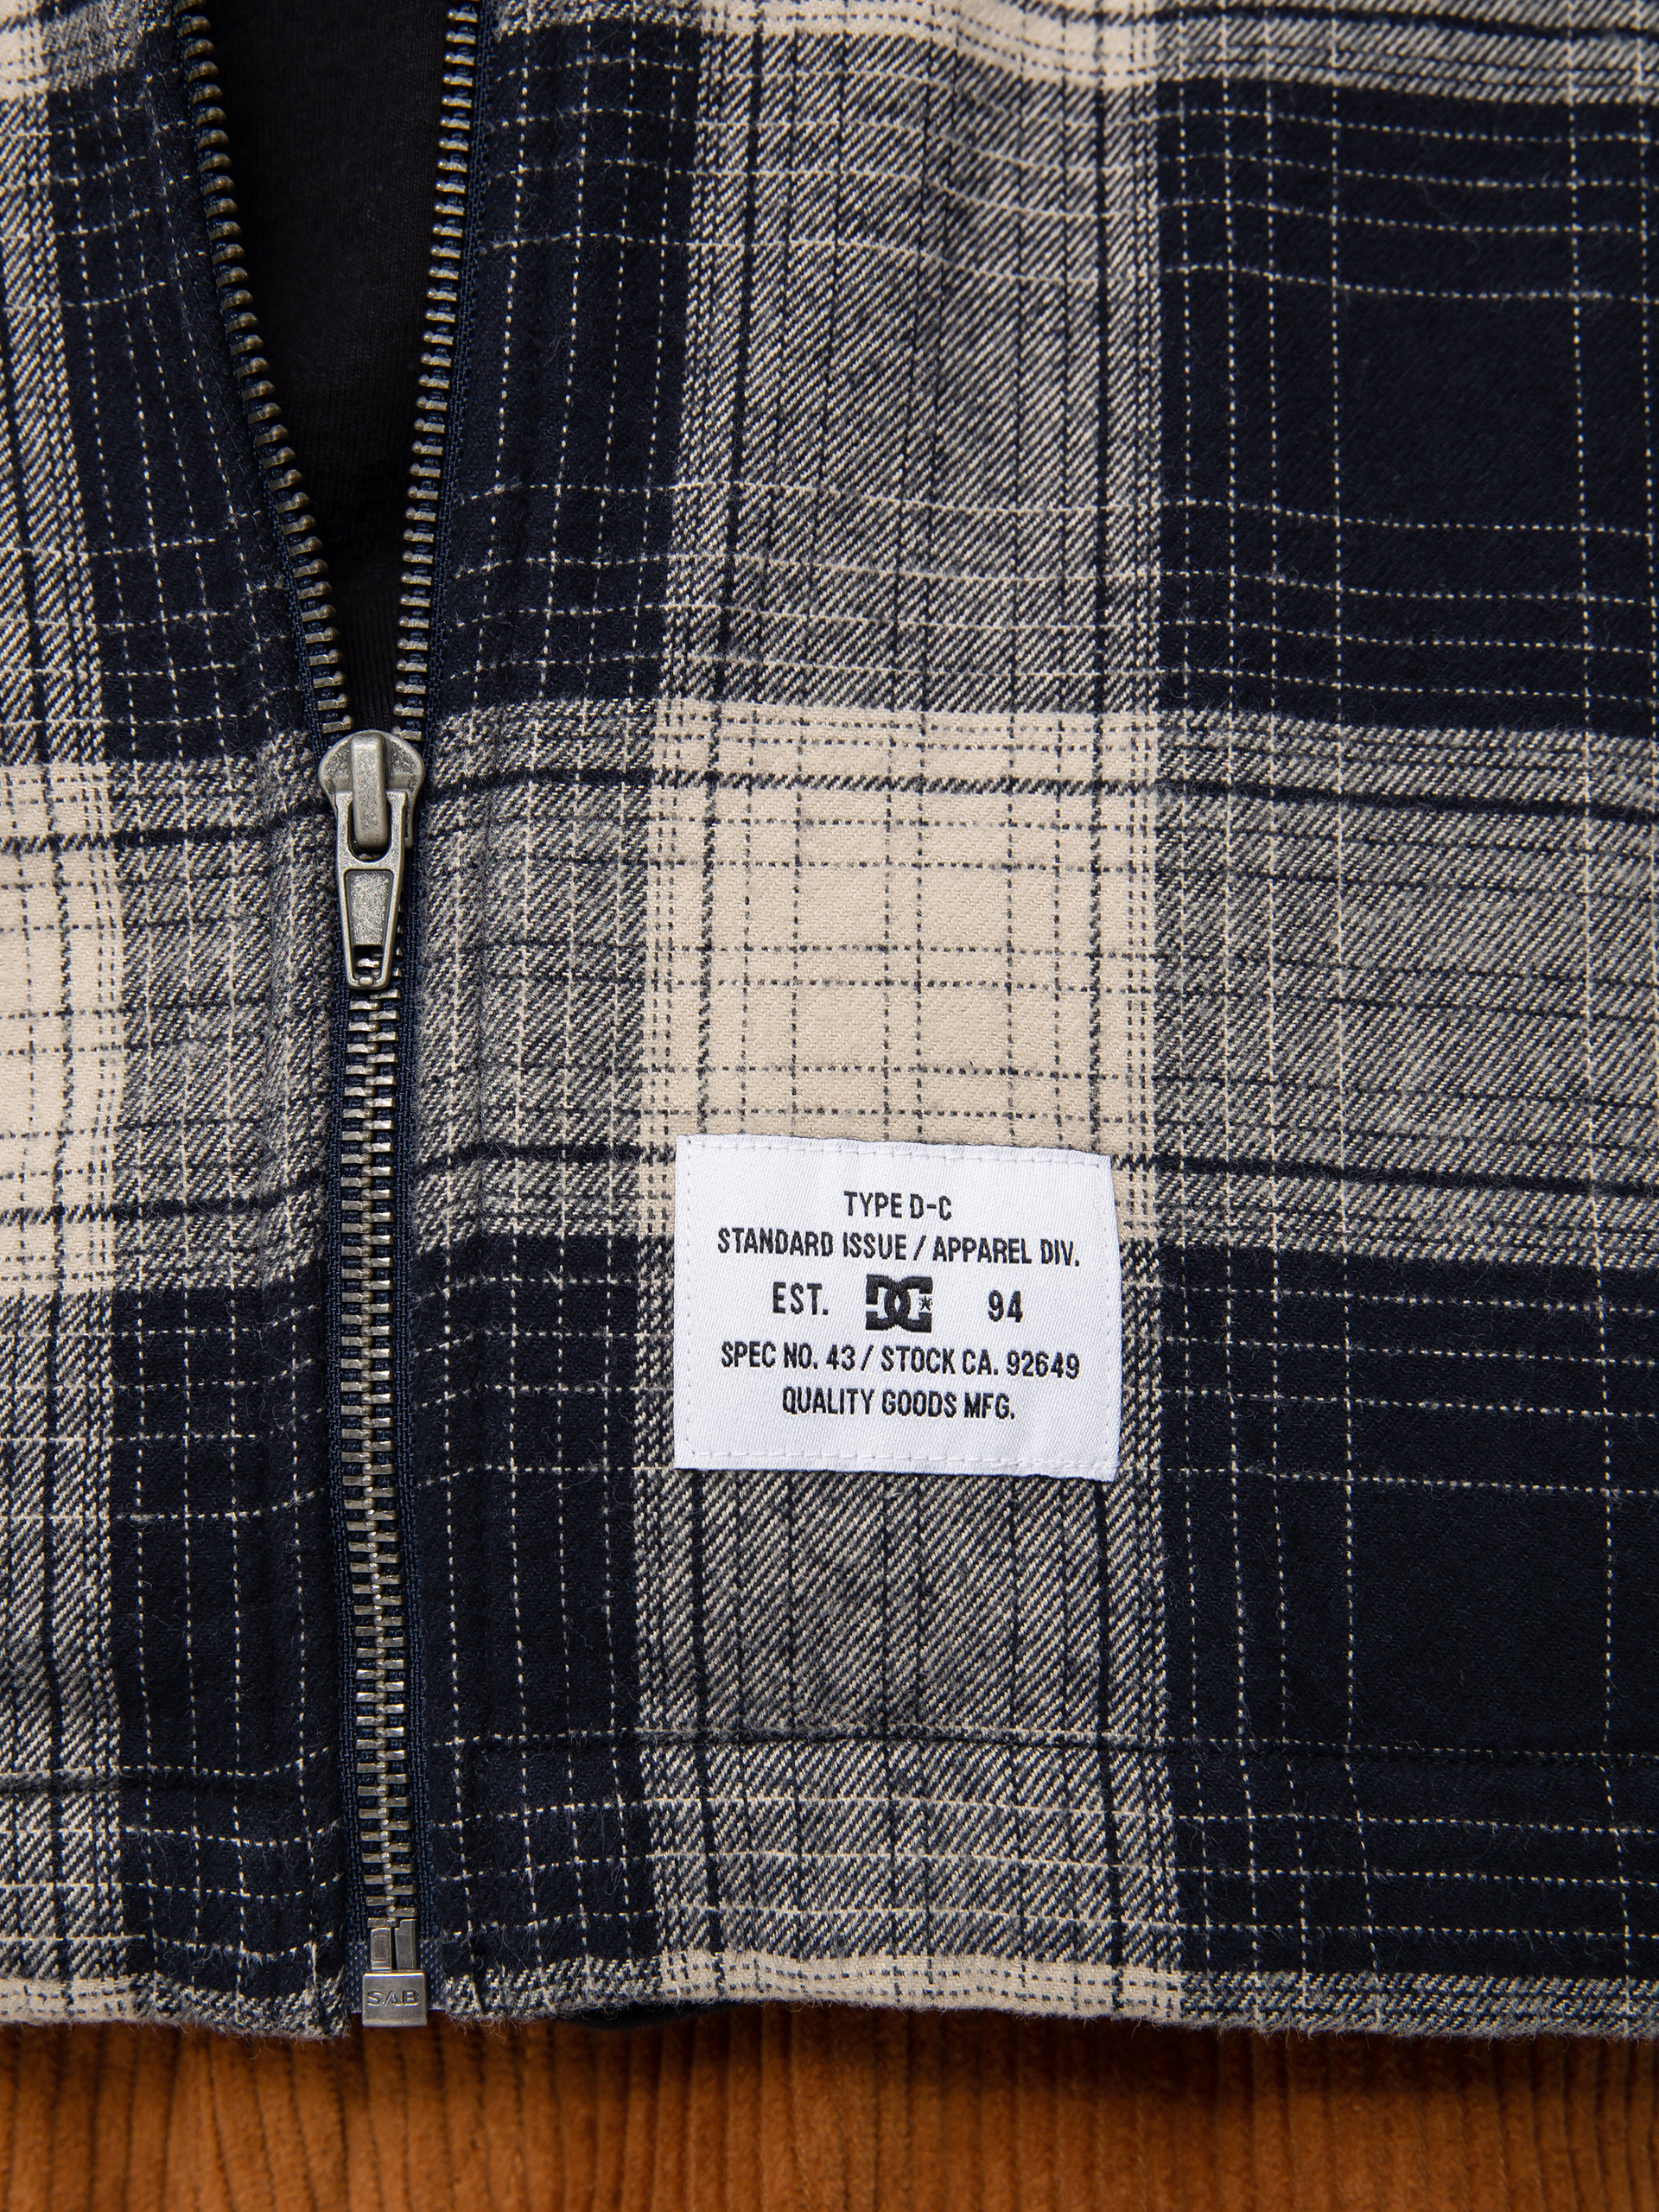 TYPE D-C
STANDARD ISSUE / APPAREL DIV.
EST. DC 94
SPEC NO. 43 / STOCK CA. 92649
QUALITY GOODS MFG.
SAB